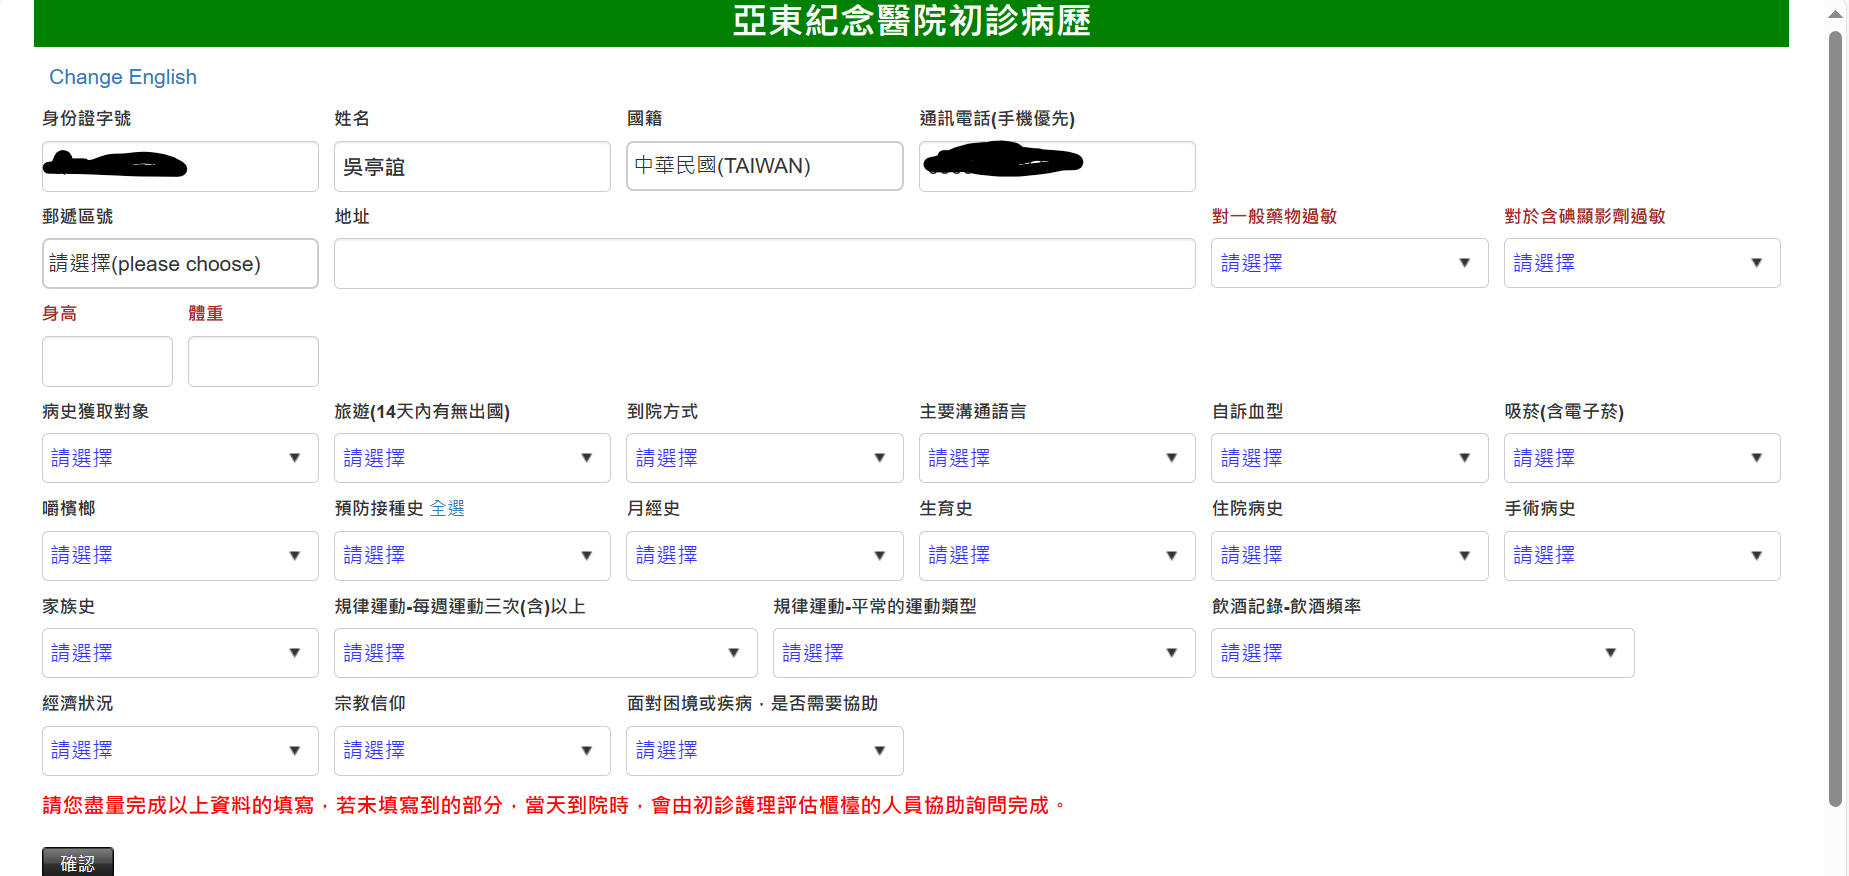 亞東紀念醫院初診病歷
Change English
身份證字號 姓名 國籍 通訊電話(手機優先)
吳亭誼 中華民國(TAIWAN)
郵遞區號 地址 對一般藥物過敏 對於含碘顯影劑過敏
請選擇(please choose) 請選擇 請選擇
身高 體重
病史獲取對象 旅遊(14天內有無出國) 到院方式 主要溝通語言 自訴血型 吸菸(含電子菸)
請選擇 請選擇 請選擇 請選擇 請選擇 請選擇
嚼檳榔 預防接種史 全選 月經史 生育史 住院病史 手術病史
請選擇 請選擇 請選擇 請選擇 請選擇 請選擇
家族史 規律運動-每週運動三次(含)以上 規律運動-平常的運動類型 飲酒記錄-飲酒頻率
請選擇 請選擇 請選擇 請選擇
經濟狀況 宗教信仰 面對困境或疾病，是否需要協助
請選擇 請選擇 請選擇
請您盡量完成以上資料的填寫，若未填寫到的部分，當天到院時，會由初診護理評估櫃檯的人員協助詢問完成。
確認